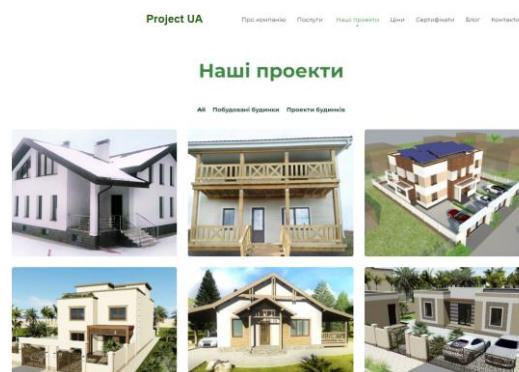 Project UA
Про компанію Послуги Наші проекти Ціни Сертифікати Блог Контакти
Наші проекти
All Побудовані будинки Проекти будинків